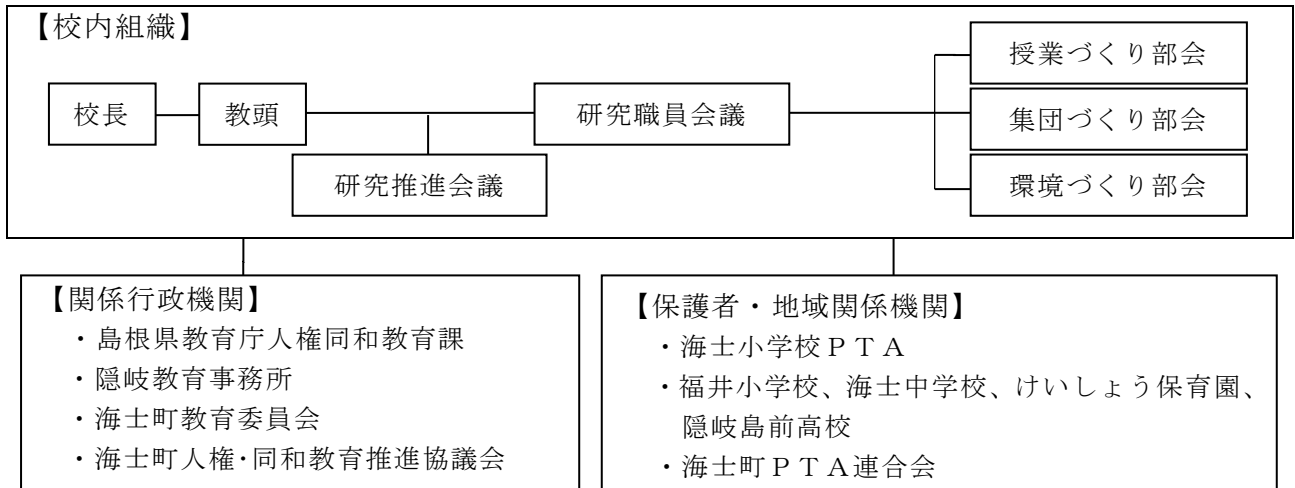 【校内組織】
校長
教頭
研究推進会議
研究職員会議
授業づくり部会
集団づくり部会
環境づくり部会
【関係行政機関】
・島根県教育庁人権同和教育課
・隠岐教育事務所
・海士町教育委員会
・海士町人権・同和教育推進協議会
【保護者・地域関係機関】
・海士小学校ＰＴＡ
・福井小学校、海士中学校、けいしょう保育園、
隠岐島前高校
・海士町ＰＴＡ連合会